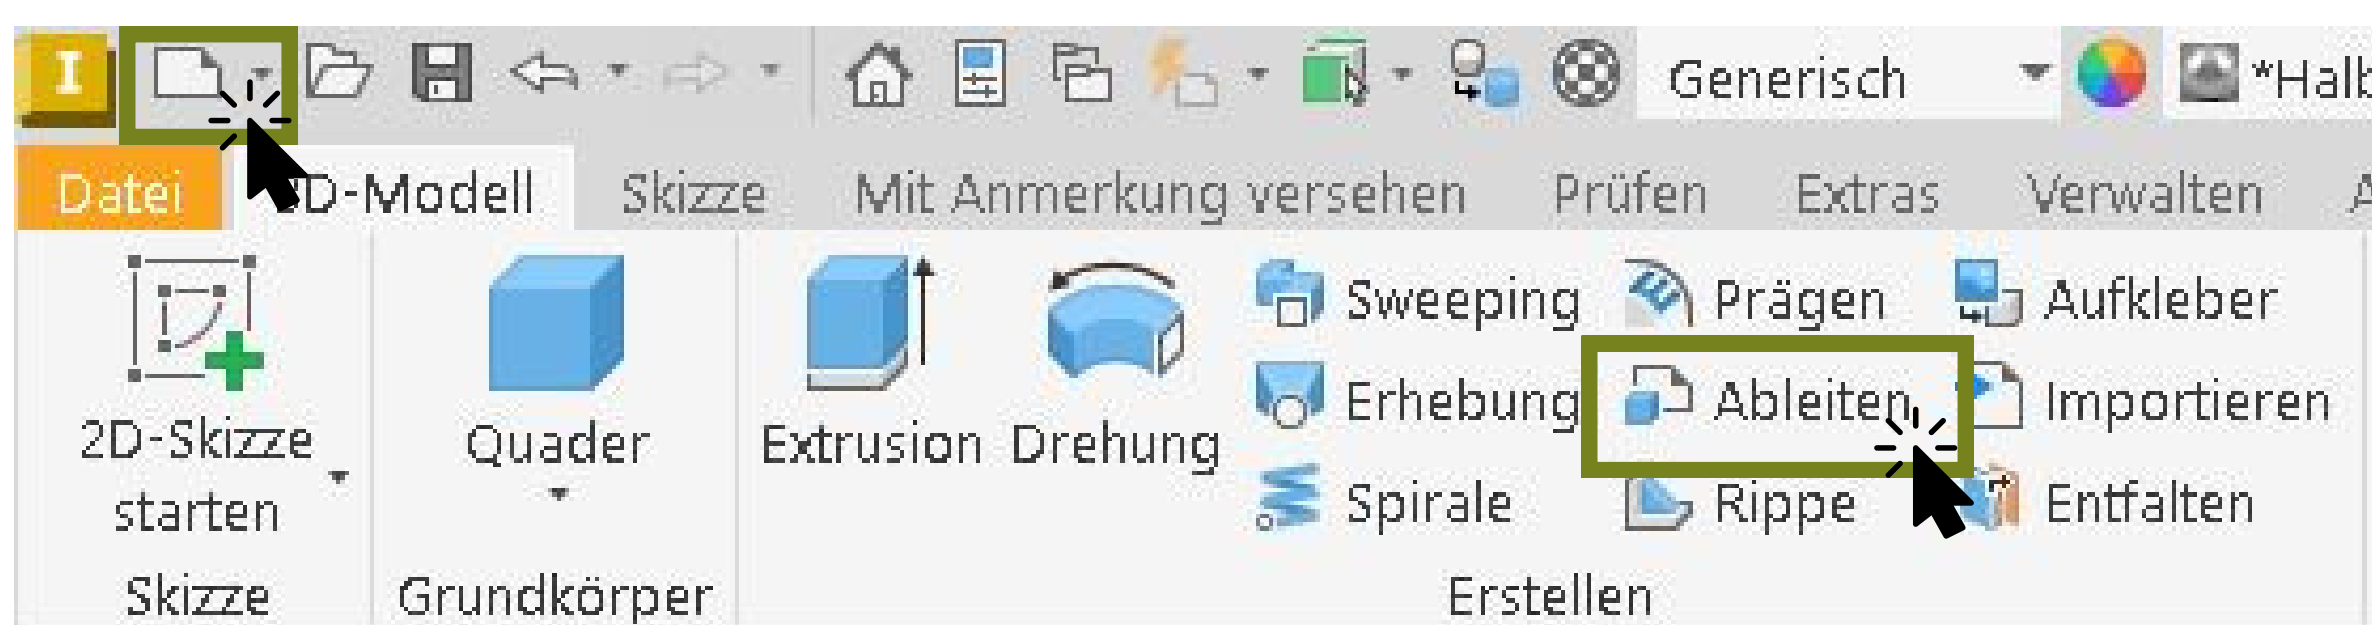 I
Generisch
*Halb
Datei
3D-Modell
Skizze
Mit Anmerkung versehen
Prüfen
Extras
Verwalten
A
2D-Skizze
starten
Quader
Extrusion
Drehung
Sweeping
Erhebung
Spirale
Prägen
Ableiten
Rippe
Aufkleber
Importieren
Entfalten
Skizze
Grundkörper
Erstellen